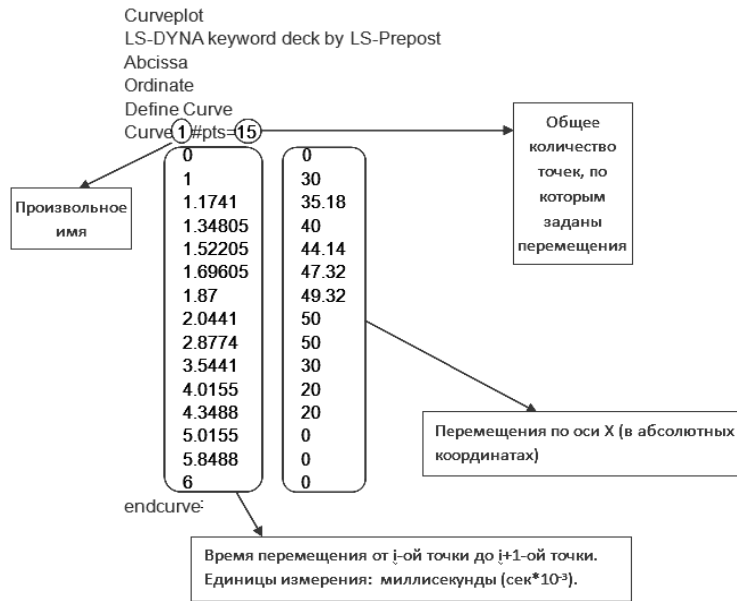 Curveplot
LS-DYNA keyword deck by LS-Prepost
Abcissa
Ordinate
Define Curve
Curve 1 #pts=15
0 0
1 30
1.1741 35.18
1.34805 40
1.52205 44.14
1.69605 47.32
1.87 49.32
2.0441 50
2.8774 50
3.5441 30
4.0155 20
4.3488 20
5.0155 0
5.8488 0
6 0
endcurve:
Произвольное
имя
Общее
количество
точек, по
которым
заданы
перемещения
Перемещения по оси X (в абсолютных
координатах)
Время перемещения от i-ой точки до i+1-ой точки.
Единицы измерения: миллисекунды (сек*10⁻³).